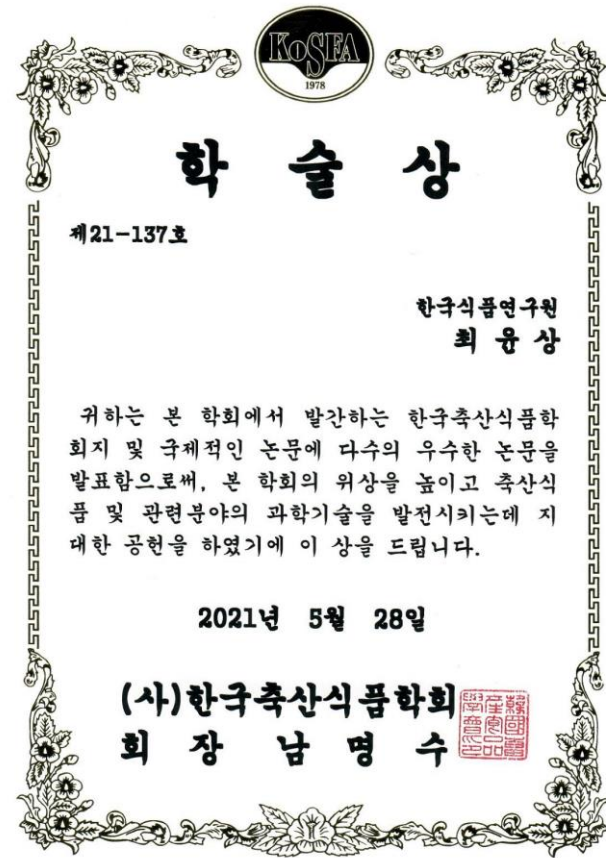 KoSFA
1978
학 술 상
제21-137호
한국식품연구원
최 윤 상
귀하는 본 학회에서 발간하는 한국축산식품학
회지 및 국제적인 논문에 다수의 우수한 논문을
발표함으로써, 본 학회의 위상을 높이고 축산식
품 및 관련분야의 과학기술을 발전시키는데 지
대한 공헌을 하였기에 이 상을 드립니다.
2021년 5월 28일
(사)한국축산식품학회
회 장 남 명 수